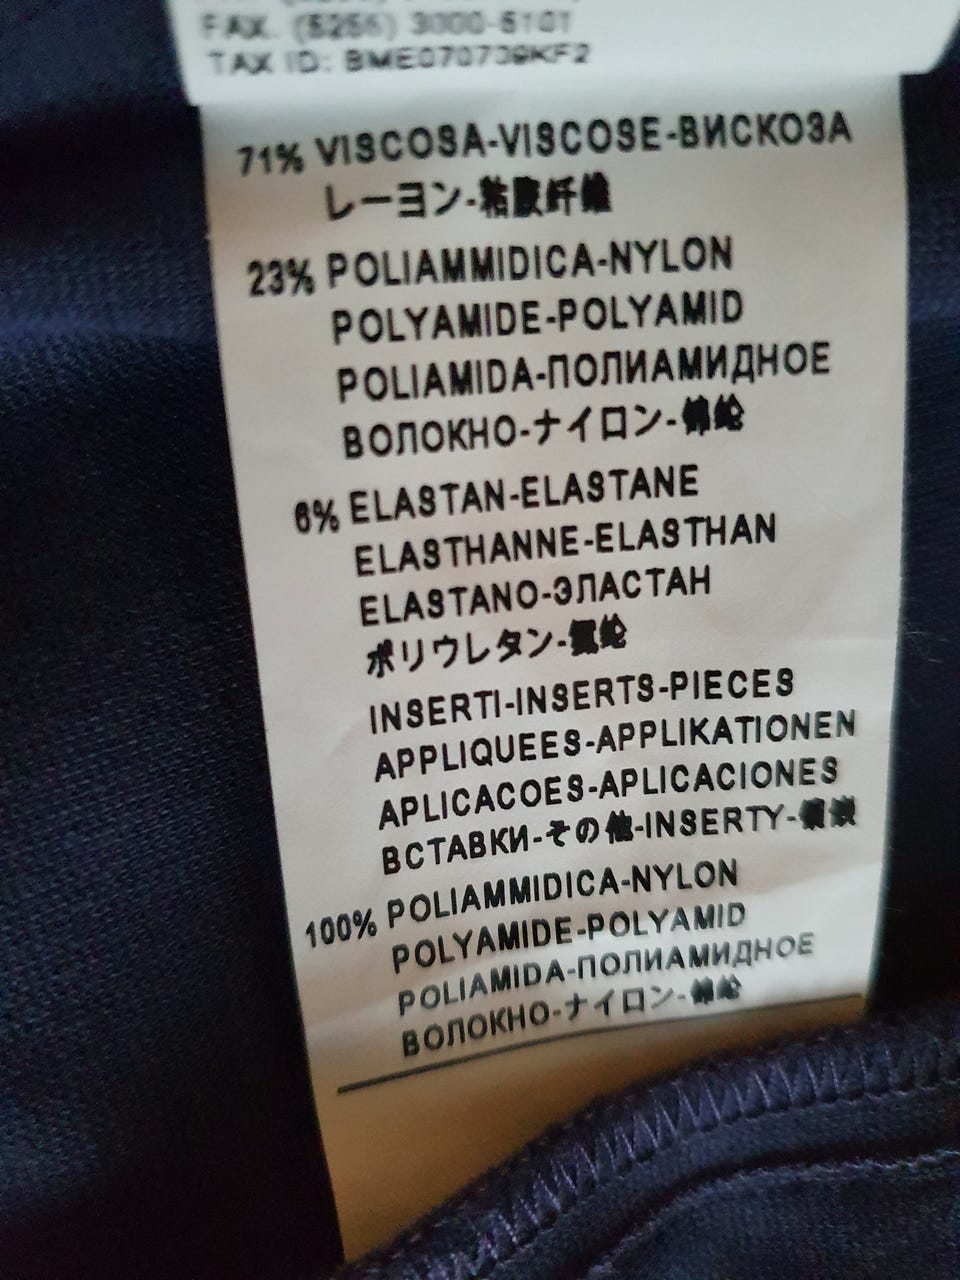 FAX. (5256) 3000-5101
TAX ID: BME070739KF2
71% VISCOSA-VISCOSE-ВИСКОЗА
レーヨン-粘胶纤维
23% POLIAMMIDICA-NYLON
POLYAMIDE-POLYAMID
POLIAMIDA-ПОЛИАМИДНОЕ
ВОЛОКНО-ナイロン-锦纶
6% ELASTAN-ELASTANE
ELASTHANNE-ELASTHAN
ELASTANO-ЭЛАСТАН
ポリウレタン-氨纶
INSERTI-INSERTS-PIECES
APPLIQUEES-APPLIKATIONEN
APLICACOES-APLICACIONES
ВСТАВКИ-その他-INSERTY-镶嵌
100% POLIAMMIDICA-NYLON
POLYAMIDE-POLYAMID
POLIAMIDA-ПОЛИАМИДНОЕ
ВОЛОКНО-ナイロン-锦纶